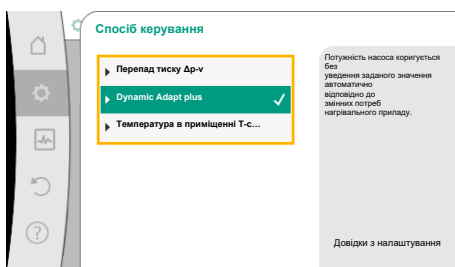 Спосіб керування
Перепад тиску Δp-v
Dynamic Adapt plus
Температура в приміщенні T-c...
Потужність насоса коригується
без
уведення заданого значення
автоматично
відповідно до
змінних потреб
нагрівального приладу.
Довідки з налаштування